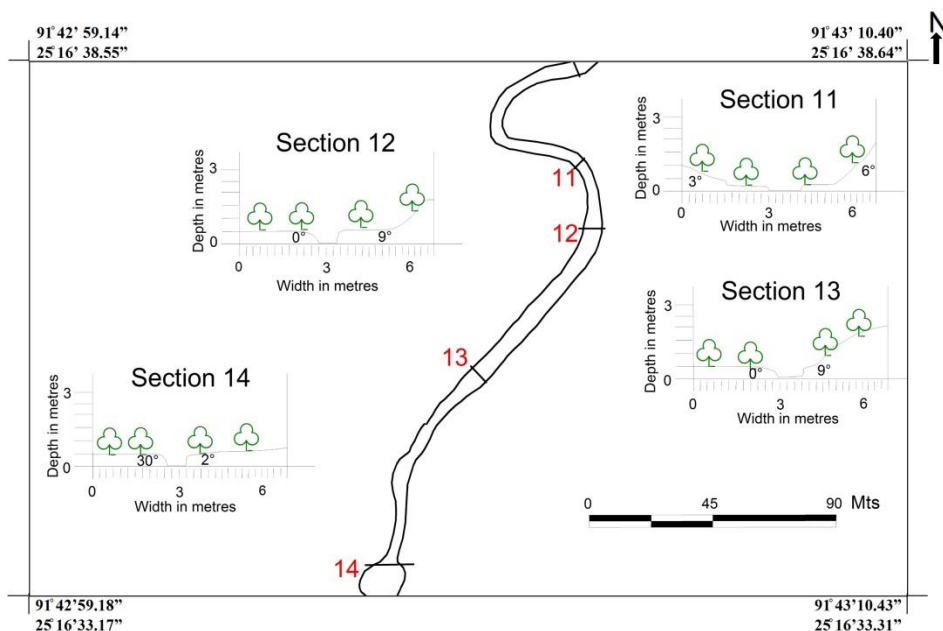 91° 42’ 59.14”
25° 16’ 38.55”
91° 43’ 10.40”
25° 16’ 38.64”
N
Section 12
Depth in metres
3
0
0°
9°
0 3 6
Width in metres
Section 11
Depth in metres
3
0
3°
6°
0 3 6
Width in metres
11
12
13
14
Section 13
Depth in metres
3
0
0°
9°
0 3 6
Width in metres
Section 14
Depth in metres
3
0
30°
2°
0 3 6
Width in metres
0 45 90 Mts
91° 42’59.18”
25° 16’33.17”
91° 43’10.43”
25° 16’33.31”